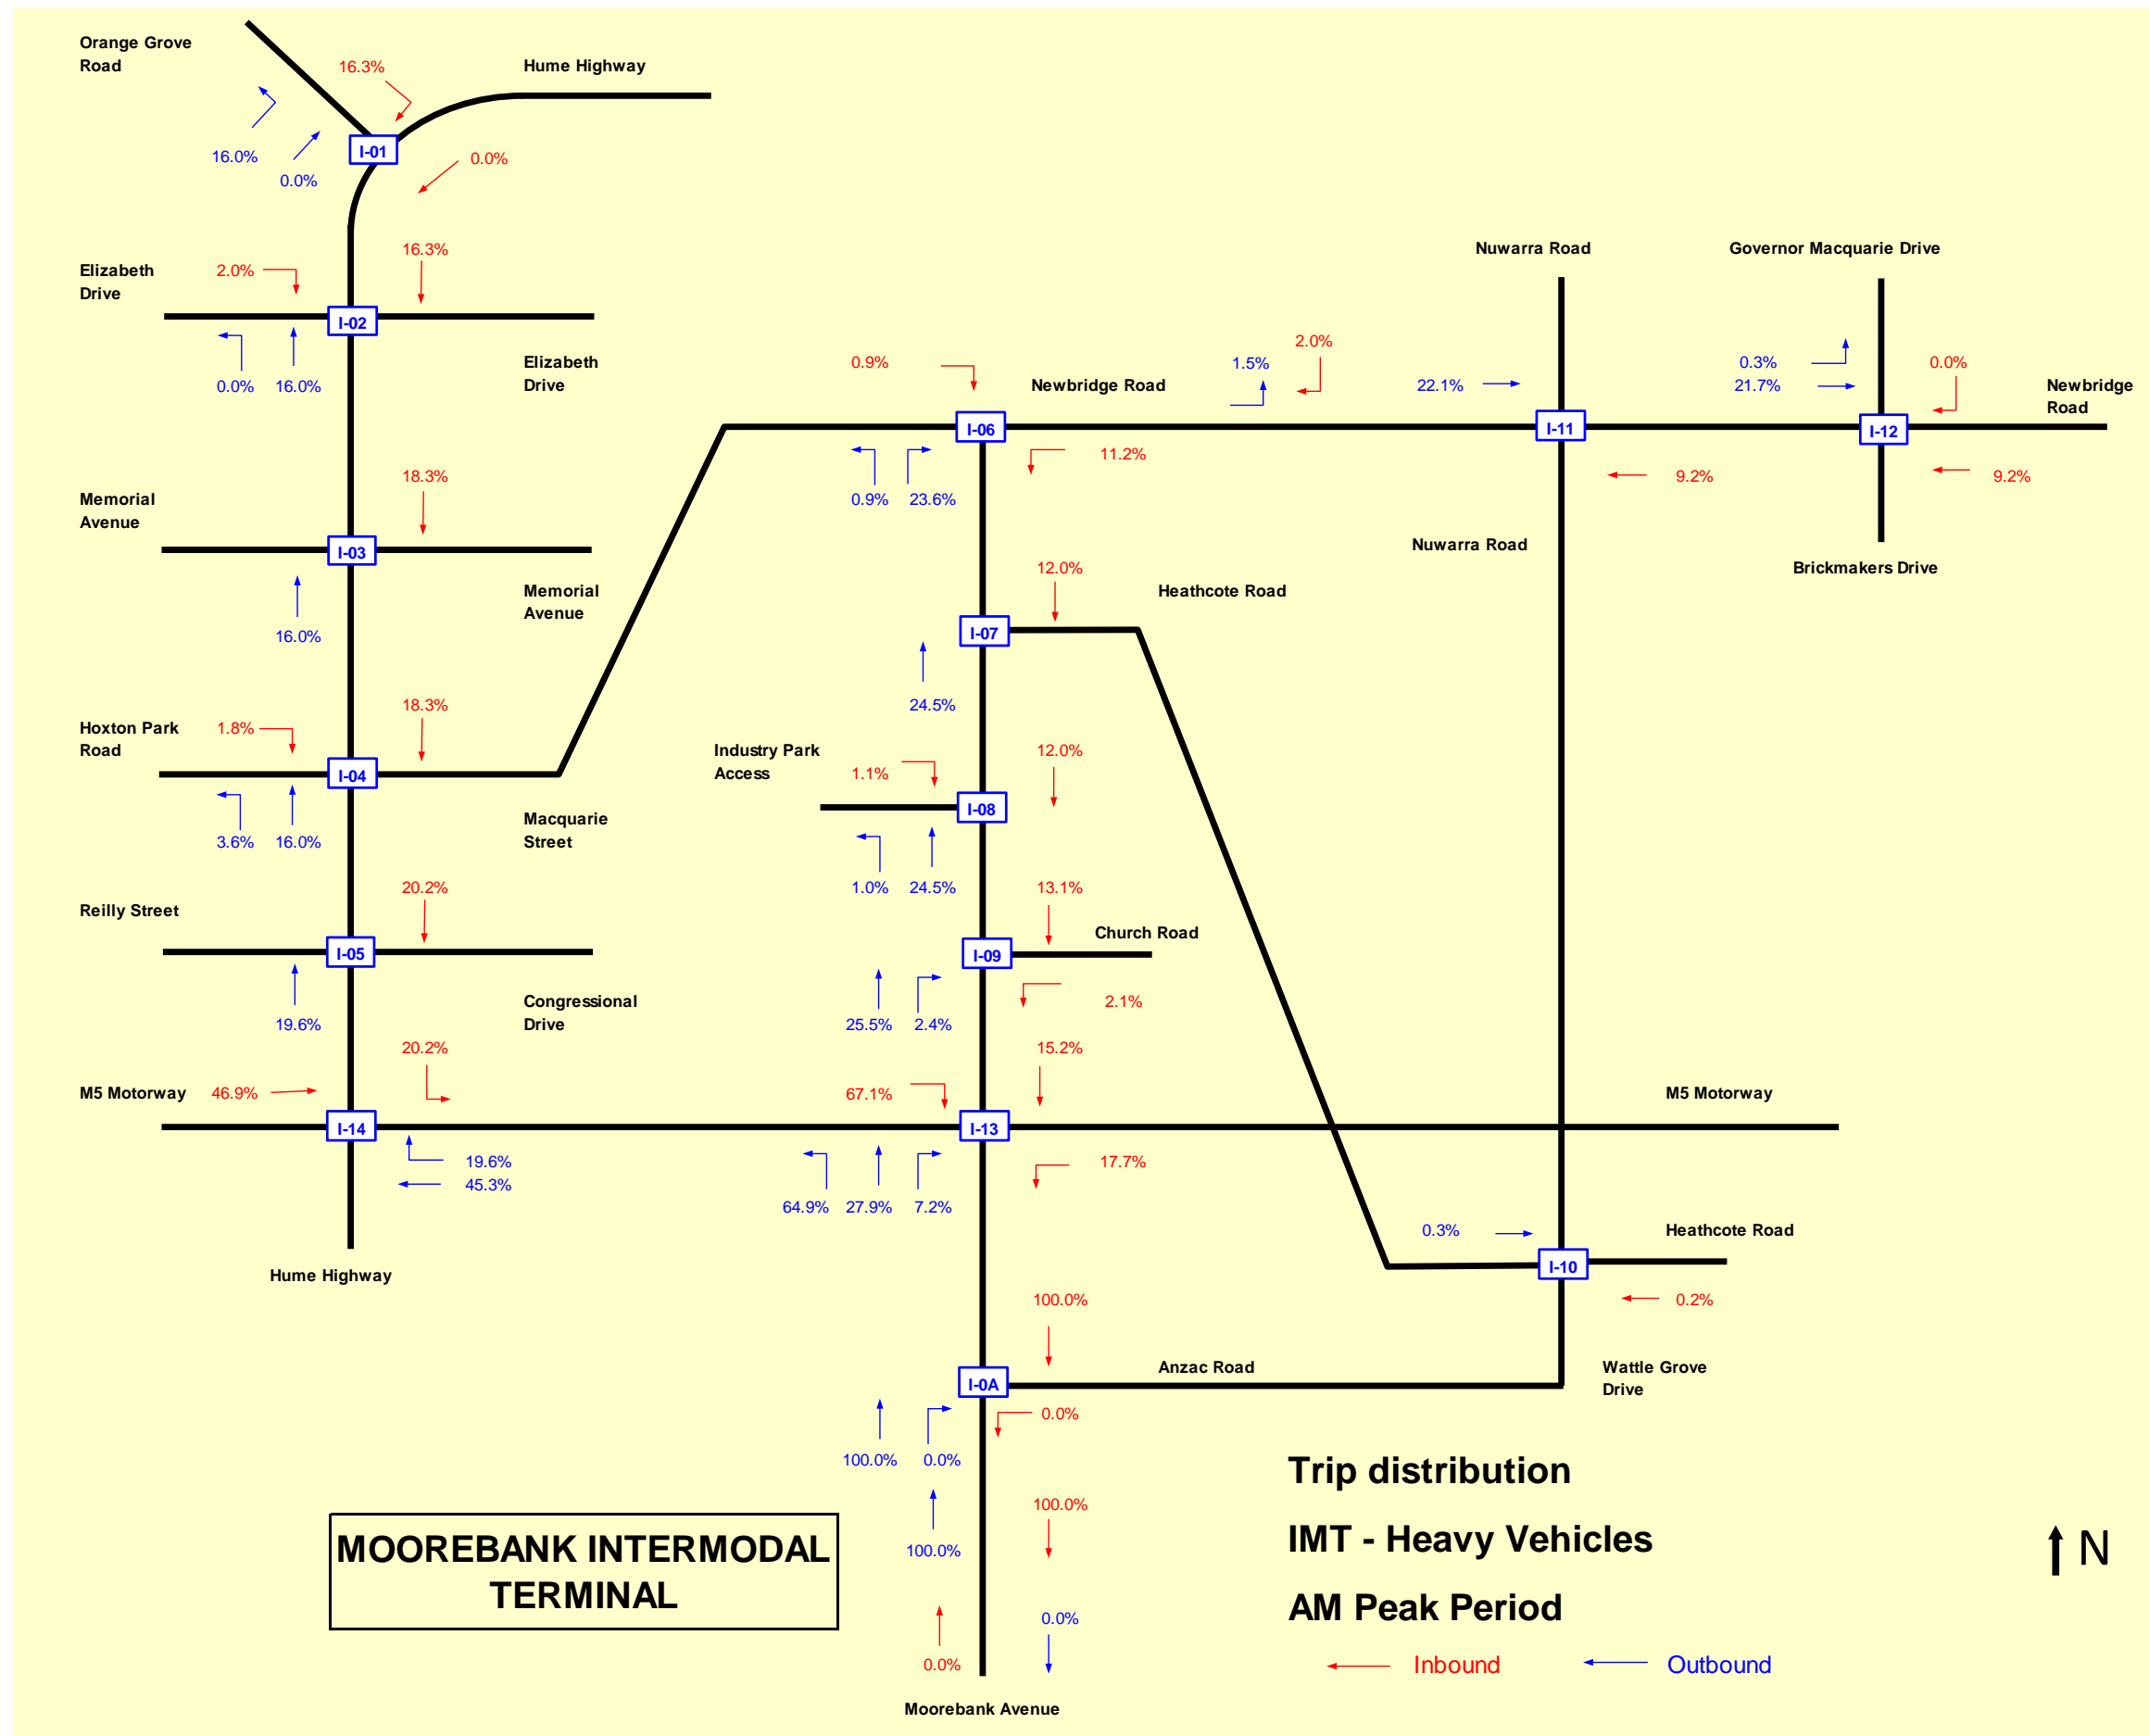 Orange Grove
Road
16.3%
Hume Highway
16.0%
0.0%
I-01
0.0%
Elizabeth
Drive
2.0%
16.3%
I-02
0.0%
16.0%
Elizabeth
Drive
Nuwarra Road
Governor Macquarie Drive
0.9%
Newbridge Road
1.5%
2.0%
22.1%
0.3%
21.7%
0.0%
Newbridge
Road
I-06
I-11
I-12
0.9%
23.6%
11.2%
9.2%
9.2%
Memorial
Avenue
18.3%
I-03
16.0%
Memorial
Avenue
Nuwarra Road
Brickmakers Drive
12.0%
Heathcote Road
I-07
24.5%
Hoxton Park
Road
1.8%
18.3%
I-04
3.6%
16.0%
Macquarie
Street
Industry Park
Access
1.1%
12.0%
I-08
1.0%
24.5%
Reilly Street
20.2%
I-05
19.6%
Congressional
Drive
13.1%
Church Road
I-09
25.5%
2.4%
2.1%
M5 Motorway
46.9%
20.2%
I-14
19.6%
45.3%
67.1%
15.2%
I-13
M5 Motorway
64.9%
27.9%
7.2%
17.7%
Hume Highway
0.3%
Heathcote Road
I-10
0.2%
100.0%
Anzac Road
Wattle Grove
Drive
I-0A
0.0%
100.0%
0.0%
100.0%
100.0%
0.0%
0.0%
Moorebank Avenue
MOOREBANK INTERMODAL
TERMINAL
Trip distribution
IMT - Heavy Vehicles
AM Peak Period
Inbound
Outbound
N